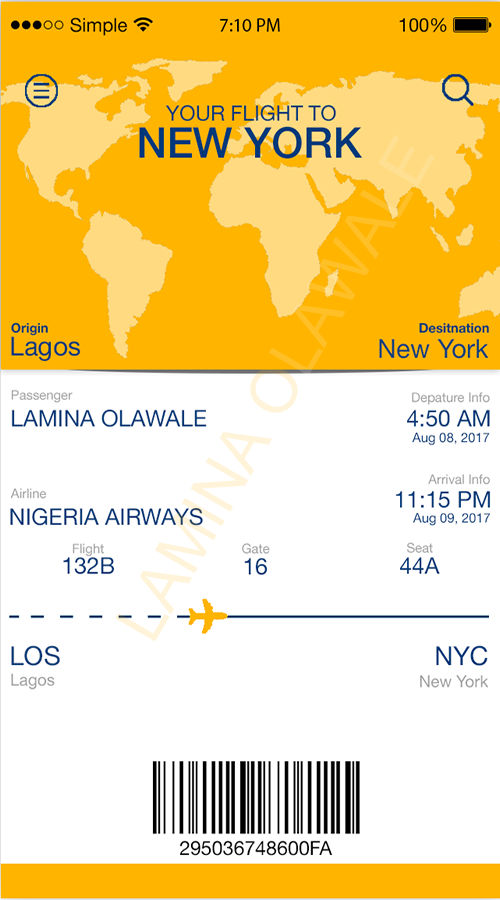 Simple 7:10 PM 100%
YOUR FLIGHT TO
NEW YORK
Origin Desitnation
Lagos New York
Passenger Depature Info
LAMINA OLAWALE 4:50 AM
Aug 08, 2017
Arrival Info
Airline 11:15 PM
NIGERIA AIRWAYS Aug 09, 2017
Flight Gate Seat
132B 16 44A
LOS NYC
Lagos New York
295036748600FA
LAMINA OLAWALE